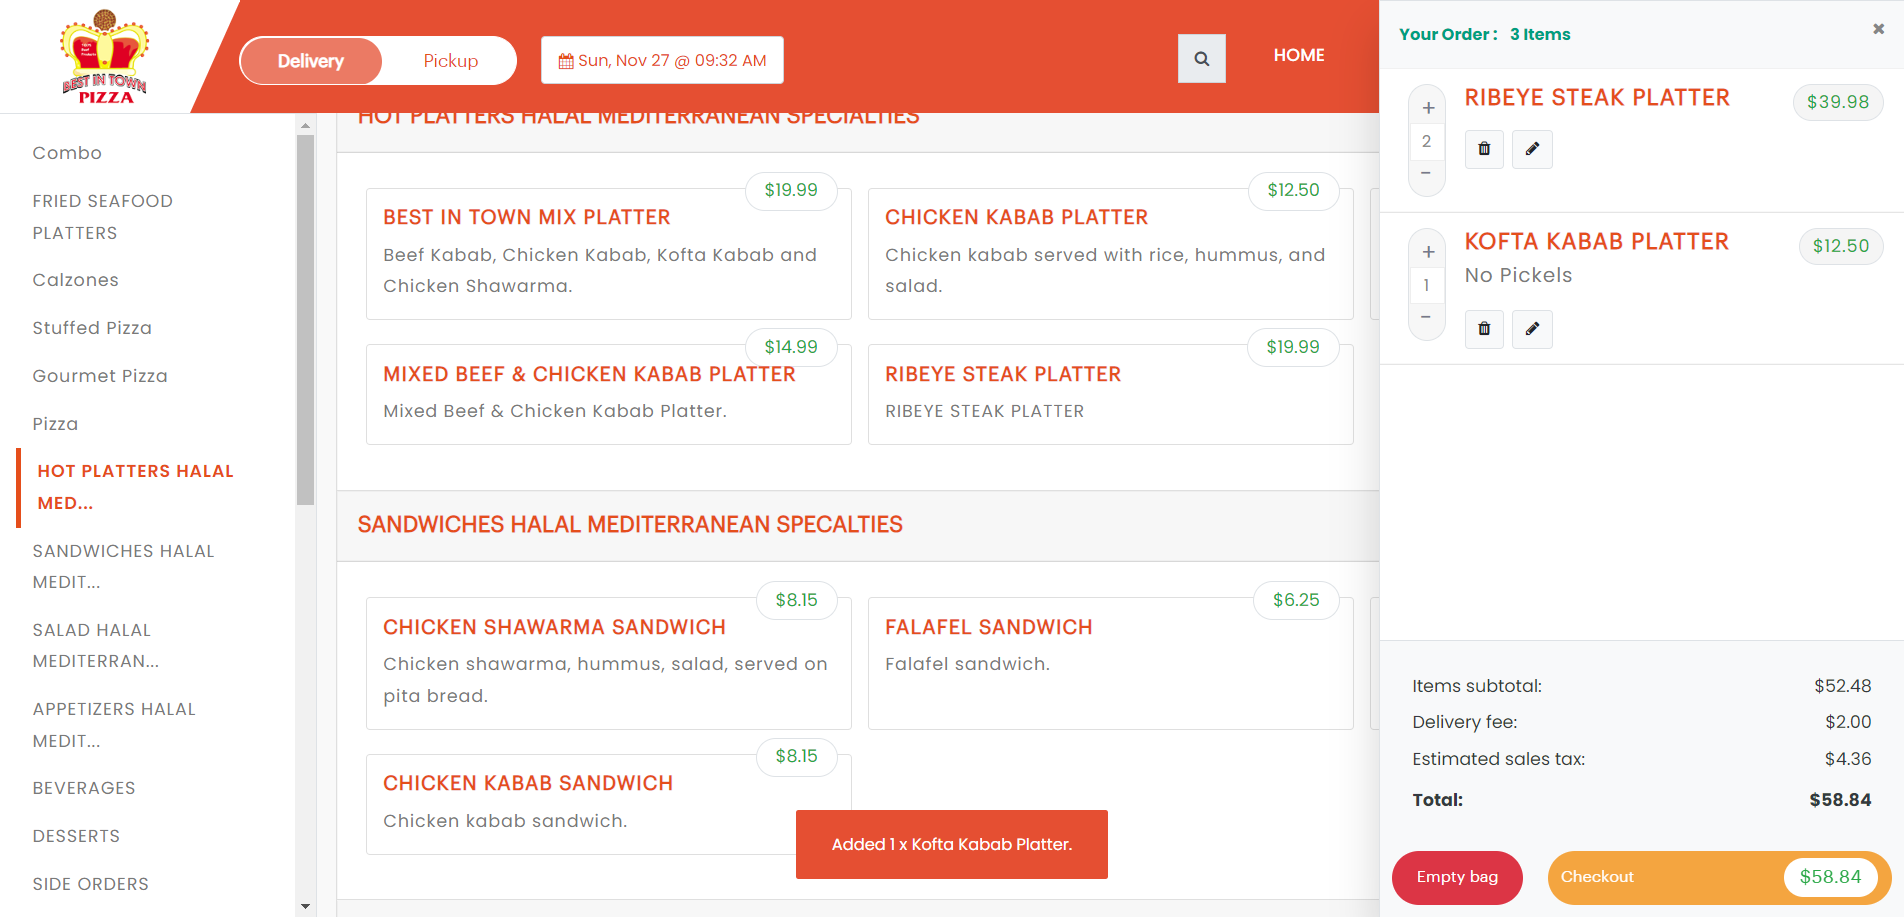 BEST IN TOWN
PIZZA
Delivery
Pickup
Sun, Nov 27 @ 09:32 AM
HOME
Combo
FRIED SEAFOOD
PLATTERS
Calzones
Stuffed Pizza
Gourmet Pizza
Pizza
HOT PLATTERS HALAL
MED...
SANDWICHES HALAL
MEDIT...
SALAD HALAL
MEDITERRAN...
APPETIZERS HALAL
MEDIT...
BEVERAGES
DESSERTS
SIDE ORDERS
HOT PLATTERS HALAL MEDITERRANEAN SPECIALTIES
$19.99
BEST IN TOWN MIX PLATTER
Beef Kabab, Chicken Kabab, Kofta Kabab and
Chicken Shawarma.
$12.50
CHICKEN KABAB PLATTER
Chicken kabab served with rice, hummus, and
salad.
$14.99
MIXED BEEF & CHICKEN KABAB PLATTER
Mixed Beef & Chicken Kabab Platter.
$19.99
RIBEYE STEAK PLATTER
RIBEYE STEAK PLATTER
SANDWICHES HALAL MEDITERRANEAN SPECALTIES
$8.15
CHICKEN SHAWARMA SANDWICH
Chicken shawarma, hummus, salad, served on
pita bread.
$6.25
FALAFEL SANDWICH
Falafel sandwich.
$8.15
CHICKEN KABAB SANDWICH
Chicken kabab sandwich.
Added 1 x Kofta Kabab Platter.
Your Order : 3 Items
+
2
−
RIBEYE STEAK PLATTER
$39.98
+
1
−
KOFTA KABAB PLATTER
$12.50
No Pickels
Items subtotal: $52.48
Delivery fee: $2.00
Estimated sales tax: $4.36
Total: $58.84
Empty bag
Checkout $58.84